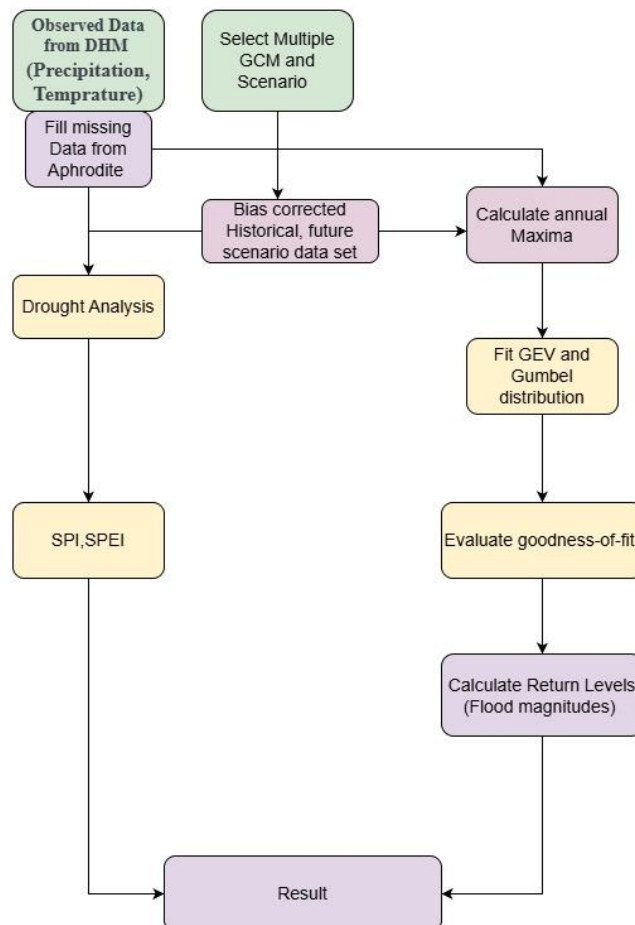 Observed Data
from DHM
(Precipitation,
Temprature)
Select Multiple
GCM and
Scenario
Fill missing
Data from
Aphrodite
Bias corrected
Historical, future
scenario data set
Calculate annual
Maxima
Drought Analysis
Fit GEV and
Gumbel
distribution
SPI,SPEI
Evaluate goodness-of-fit
Calculate Return Levels
(Flood magnitudes)
Result